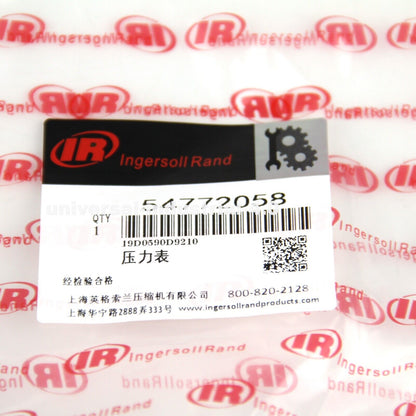 IR Ingersoll Rand
54772058
QTY
1
19D0590D9210
压力表
经检验合格
上海英格索兰压缩机有限公司 800-820-2128
上海华宁路2888弄333号 www.ingersollrandproducts.com
IR
IngersollRand